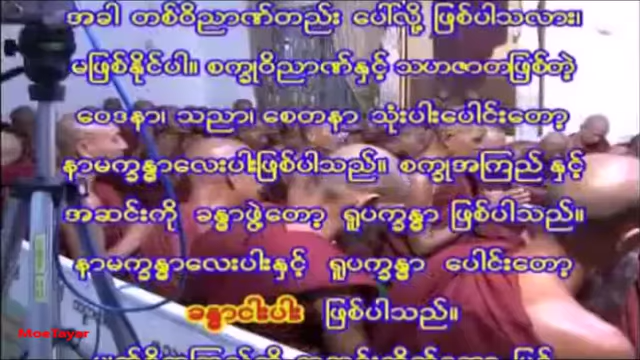 အခါ တစ်ဝိညာဏ်တည်း ပေါ်လို့ ဖြစ်ပါသလား၊
မဖြစ်နိုင်ပါ။ စက္ခုဝိညာဏ်နှင့် သဟဇာတဖြစ်တဲ့
ဝေဒနာ၊ သညာ၊ စေတနာ သုံးပါးပေါင်းတော့
နာမက္ခန္ဓာလေးပါးဖြစ်ပါသည်။ စက္ခုအကြည် နှင့်
အဆင်းကို ခန္ဓာဖွဲ့တော့ ရူပက္ခန္ဓာ ဖြစ်ပါသည်။
နာမက္ခန္ဓာလေးပါးနှင့် ရူပက္ခန္ဓာ ပေါင်းတော့
ခန္ဓာငါးပါး ဖြစ်ပါသည်။
MoeTayar